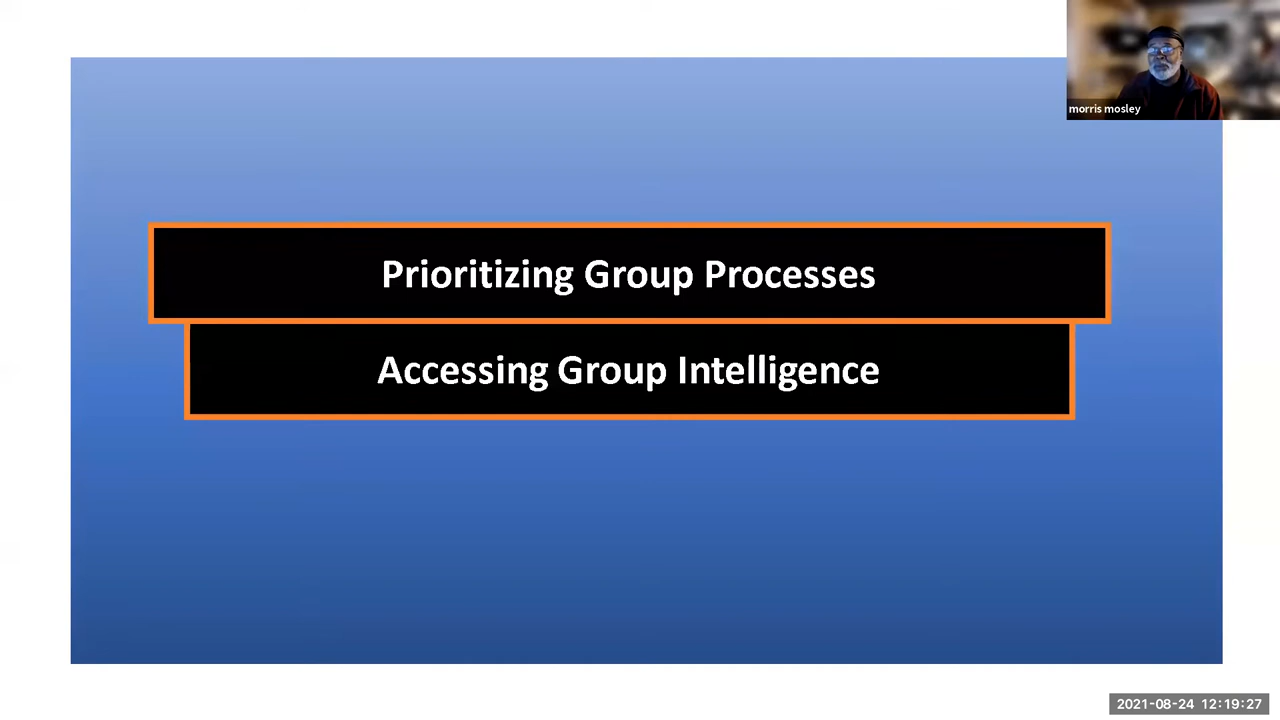 morris mosley
Prioritizing Group Processes
Accessing Group Intelligence
2021-08-24 12:19:27